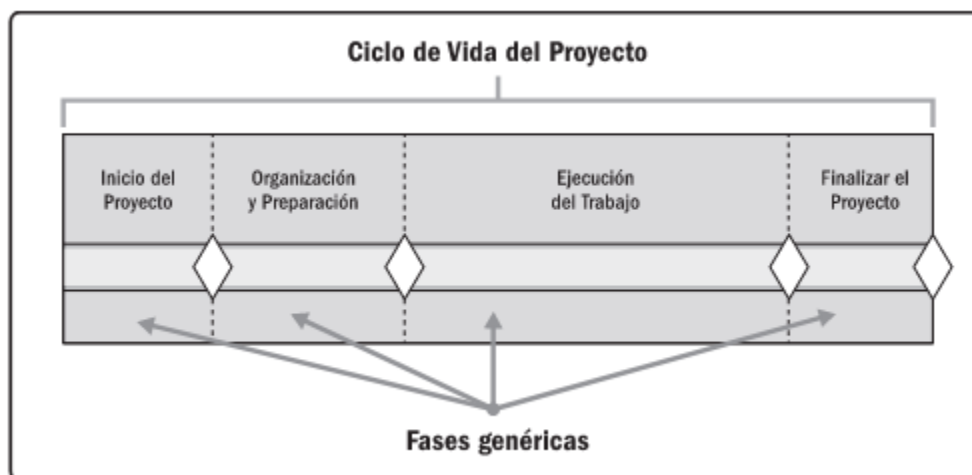 Ciclo de Vida del Proyecto
Inicio del
Proyecto
Organización
y Preparación
Ejecución
del Trabajo
Finalizar el
Proyecto
Fases genéricas